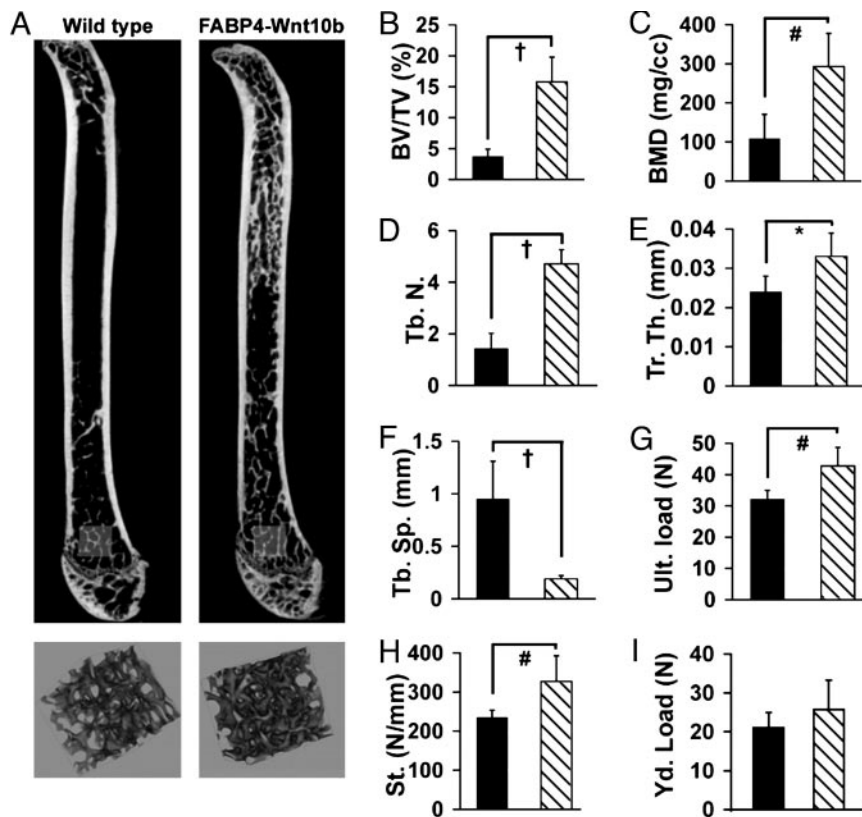 A
Wild type
FABP4-Wnt10b
B
BV/TV (%)
25
20
15
10
5
0
†
C
BMD (mg/cc)
400
300
200
100
0
#
D
Tb. N.
6
4
2
0
†
E
Tr. Th. (mm)
0.04
0.03
0.02
0.01
0
*
F
Tb. Sp. (mm)
1.5
1
0.5
0
†
G
Ult. load (N)
50
40
30
20
10
0
#
H
St. (N/mm)
400
300
200
100
0
#
I
Yd. Load (N)
40
30
20
10
0